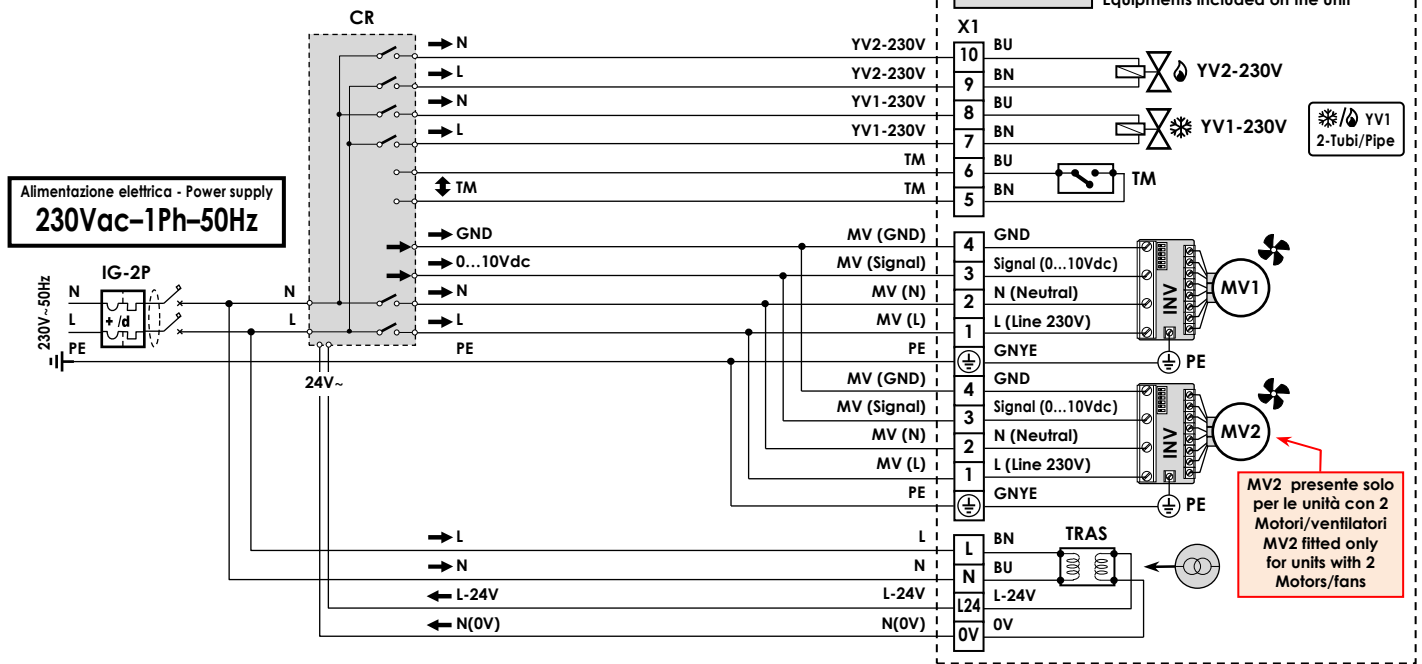 Equipments included on the unit
CR
X1
N
YV2-230V
10
BU
L
YV2-230V
9
BN
YV2-230V
N
YV1-230V
8
BU
L
YV1-230V
7
BN
YV1-230V
YV1
2-Tubi/Pipe
TM
6
BU
TM
TM
5
BN
TM
Alimentazione elettrica - Power supply
230Vac–1Ph–50Hz
GND
MV (GND)
4
GND
0...10Vdc
MV (Signal)
3
Signal (0...10Vdc)
N
MV (N)
2
N (Neutral)
L
MV (L)
1
L (Line 230V)
PE
PE
GNYE
PE
INV
MV1
IG-2P
230V~50Hz
N
L
PE
+ /d
N
L
24V~
MV (GND)
4
GND
MV (Signal)
3
Signal (0...10Vdc)
MV (N)
2
N (Neutral)
MV (L)
1
L (Line 230V)
PE
GNYE
PE
INV
MV2
MV2 presente solo
per le unità con 2
Motori/ventilatori
MV2 fitted only
for units with 2
Motors/fans
L
L
L
BN
TRAS
N
N
N
BU
L-24V
L-24V
L24
L-24V
N(0V)
N(0V)
0V
0V